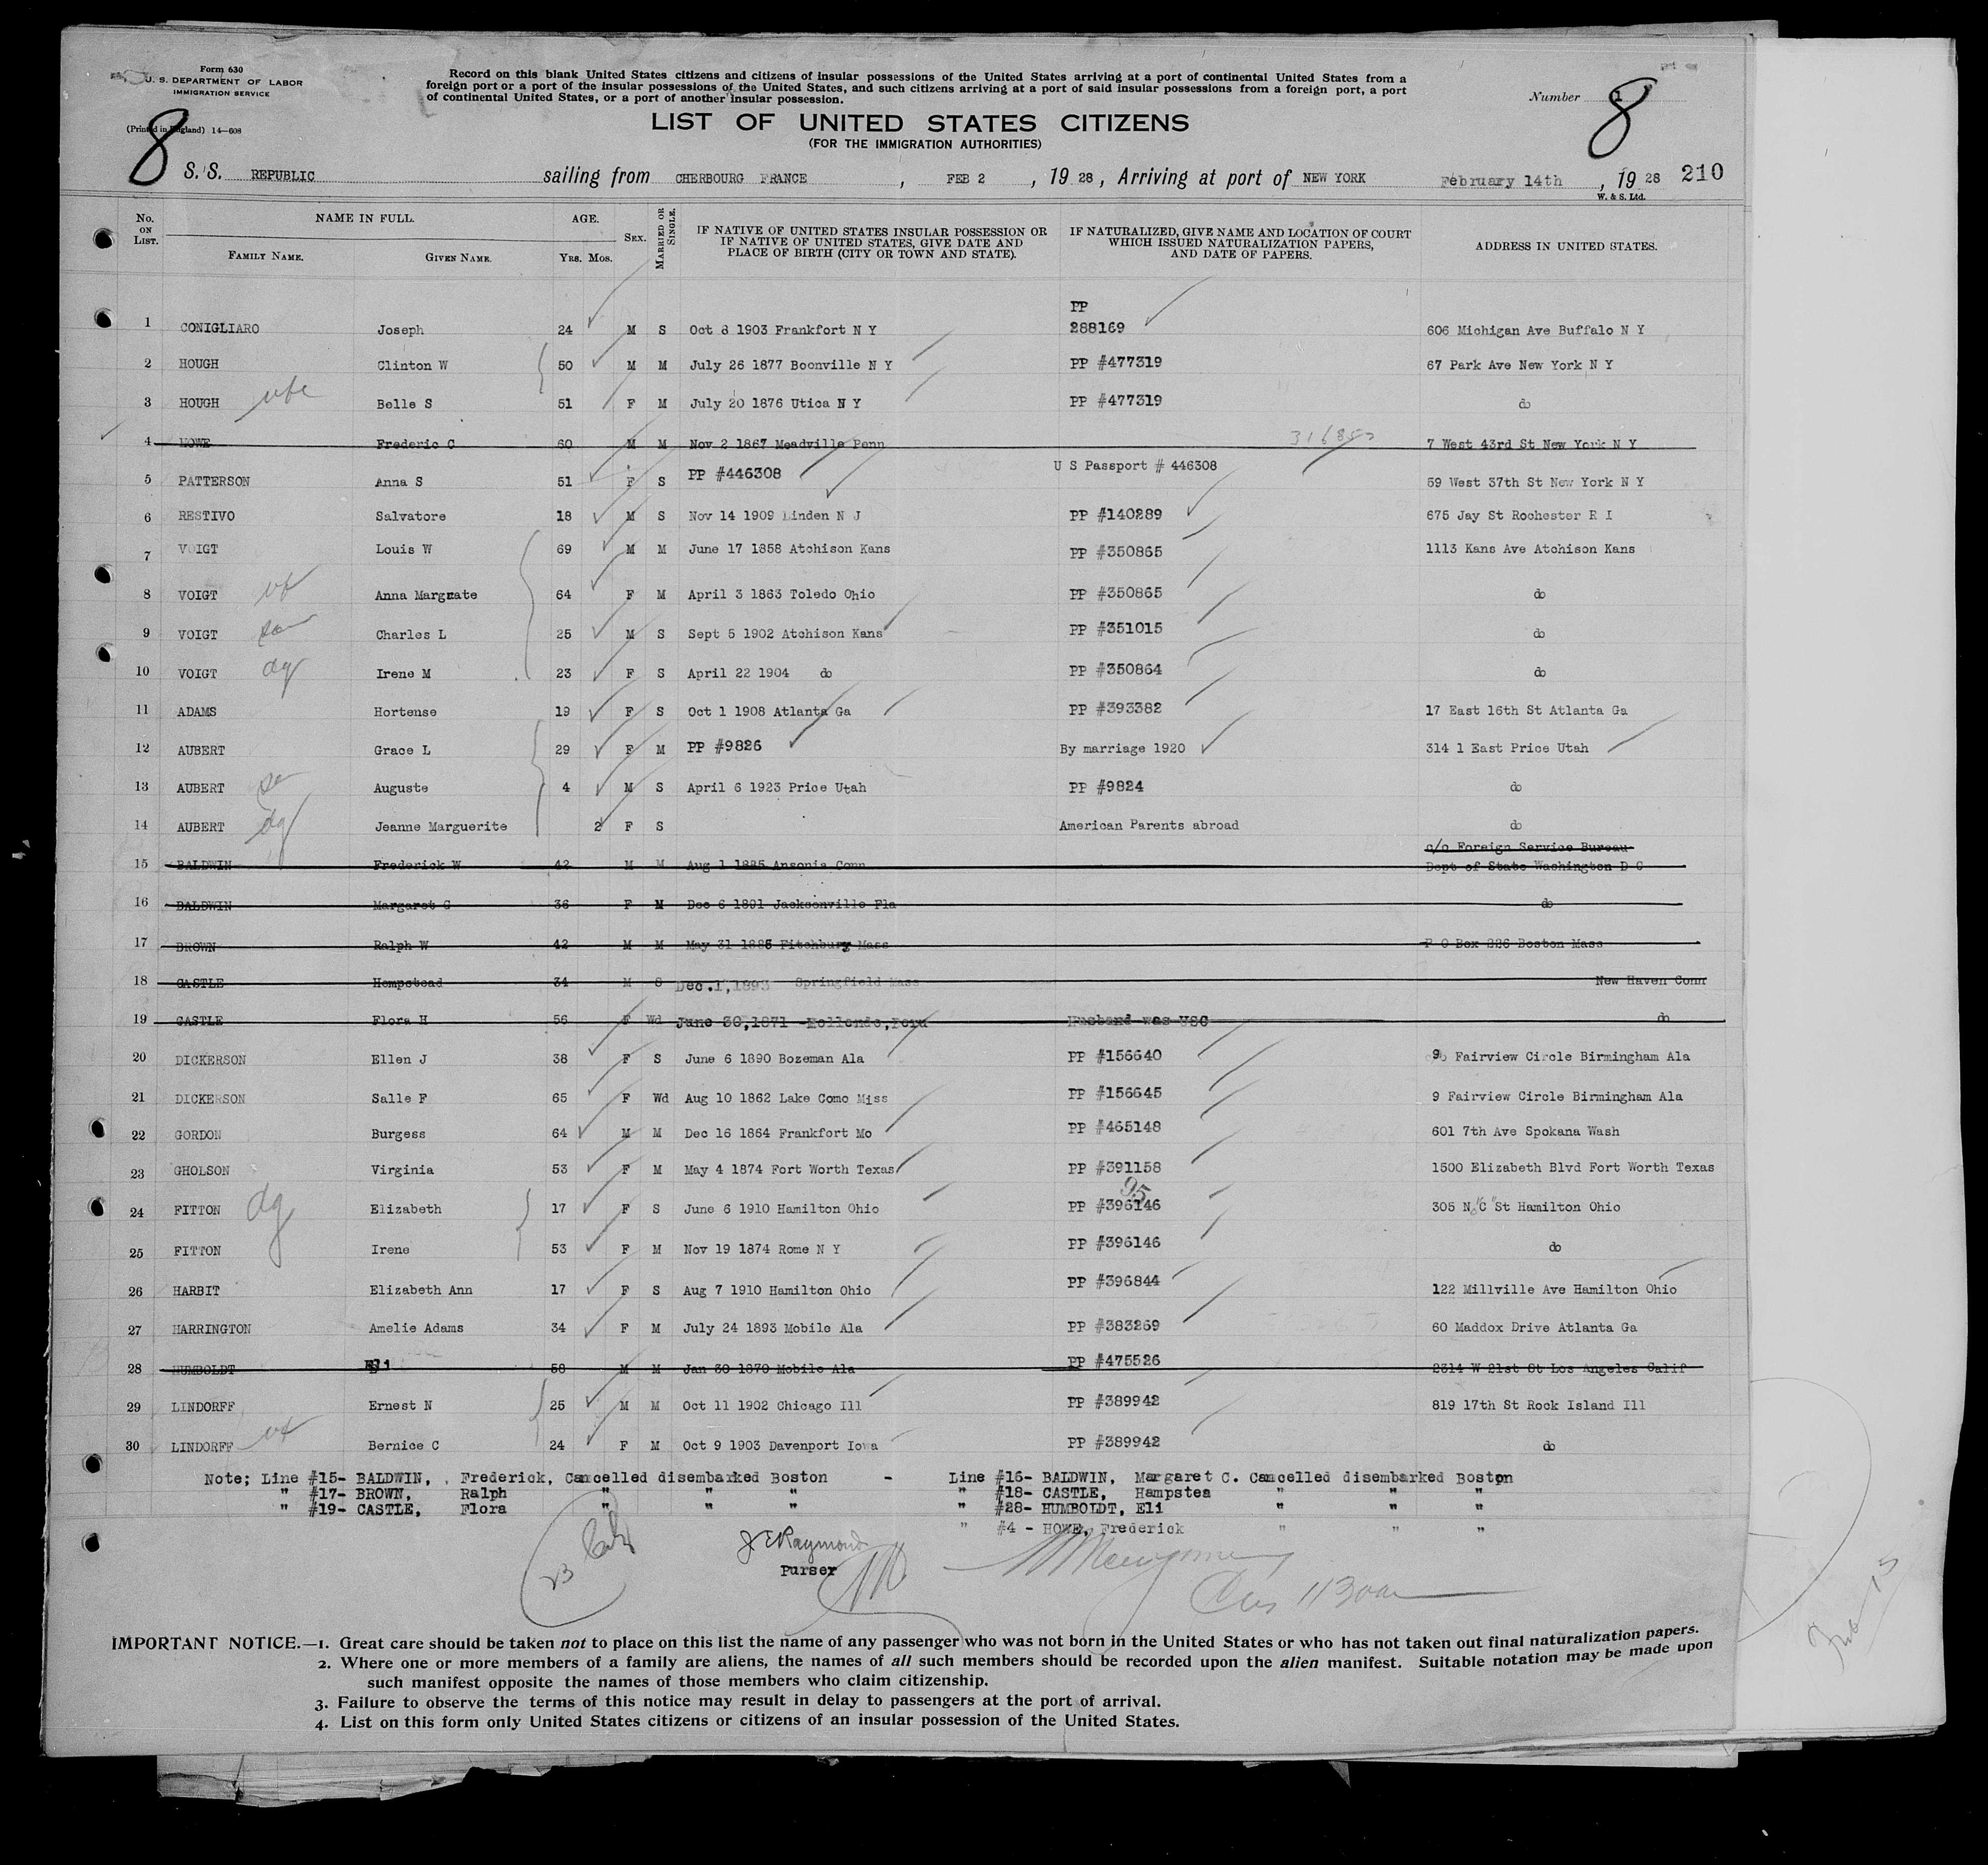 Form 630
U. S. DEPARTMENT OF LABOR
IMMIGRATION SERVICE
(Printed in England) 14—608
Record on this blank United States citizens and citizens of insular possessions of the United States arriving at a port of continental United States from a
foreign port or a port of the insular possessions of the United States, and such citizens arriving at a port of said insular possessions from a foreign port, a port
of continental United States, or a port of another insular possession.
Number 1
8 8
LIST OF UNITED STATES CITIZENS
(FOR THE IMMIGRATION AUTHORITIES)
S. S. REPUBLIC sailing from CHERBOURG FRANCE, FEB 2, 19 28, Arriving at port of NEW YORK February 14th, 19 28 210
W. & S. Ltd.
No. ON LIST. NAME IN FULL. AGE. SEX. MARRIED OR SINGLE. IF NATIVE OF UNITED STATES INSULAR POSSESSION OR IF NATIVE OF UNITED STATES, GIVE DATE AND PLACE OF BIRTH (CITY OR TOWN AND STATE). IF NATURALIZED, GIVE NAME AND LOCATION OF COURT WHICH ISSUED NATURALIZATION PAPERS, AND DATE OF PAPERS. ADDRESS IN UNITED STATES.
FAMILY NAME. GIVEN NAME. Yrs. Mos.
1 CONIGLIARO Joseph 24 M S Oct 8 1903 Frankfort N Y PP 288169 606 Michigan Ave Buffalo N Y
2 HOUGH Clinton W 50 M M July 26 1877 Boonville N Y PP #477319 67 Park Ave New York N Y
3 HOUGH wfe Belle S 51 F M July 20 1876 Utica N Y PP #477319 do
4 HOWE Frederic C 60 M M Nov 2 1867 Meadville Penn 7 West 43rd St New York N Y
5 PATTERSON Anna S 51 F S PP #446308 U S Passport # 446308 59 West 37th St New York N Y
6 RESTIVO Salvatore 18 M S Nov 14 1909 Linden N J PP #140289 675 Jay St Rochester R I
7 VOIGT Louis W 69 M M June 17 1858 Atchison Kans PP #350865 1113 Kans Ave Atchison Kans
8 VOIGT wf Anna Margrate 64 F M April 3 1863 Toledo Ohio PP #350865 do
9 VOIGT son Charles L 25 M S Sept 5 1902 Atchison Kans PP #351015 do
10 VOIGT dg Irene M 23 F S April 22 1904 do PP #350864 do
11 ADAMS Hortense 19 F S Oct 1 1908 Atlanta Ga PP #393382 17 East 16th St Atlanta Ga
12 AUBERT Grace L 29 F M PP #9826 By marriage 1920 314 1 East Price Utah
13 AUBERT Auguste 4 M S April 6 1923 Price Utah PP #9824 do
14 AUBERT dg Jeanne Marguerite 2 F S American Parents abroad do
15 BALDWIN Frederick W 42 M M Aug 1 1885 Ansonia Conn c/o Foreign Service Bureau Dept of State Washington D C
16 BALDWIN Margaret C 36 F M Dec 6 1891 Jacksonville Fla do
17 BROWN Ralph W 42 M M May 31 1885 Fitchburg Mass P O Box 226 Boston Mass
18 CASTLE Hempstead 34 M S Dec.1,1893 Springfield Mass New Haven Conn
19 CASTLE Flora H 56 F Wd June 30,1871 Mollendo,Peru Husband was USC do
20 DICKERSON Ellen J 38 F S June 6 1890 Bozeman Ala PP #156640 9 Fairview Circle Birmingham Ala
21 DICKERSON Salle F 65 F Wd Aug 10 1862 Lake Como Miss PP #156645 9 Fairview Circle Birmingham Ala
22 GORDON Burgess 64 M M Dec 16 1864 Frankfort Mo PP #465148 601 7th Ave Spokana Wash
23 GHOLSON Virginia 53 F M May 4 1874 Fort Worth Texas PP #391158 1500 Elizabeth Blvd Fort Worth Texas
95
24 FITTON dg Elizabeth 17 F S June 6 1910 Hamilton Ohio PP #396146 305 No "C" St Hamilton Ohio
25 FITTON Irene 53 F M Nov 19 1874 Rome N Y PP #396146 do
26 HARBIT Elizabeth Ann 17 F S Aug 7 1910 Hamilton Ohio PP #396844 122 Millville Ave Hamilton Ohio
27 HARRINGTON Amelie Adams 34 F M July 24 1893 Mobile Ala PP #383269 60 Maddox Drive Atlanta Ga
28 HUMBOLDT Eli 58 M M Jan 30 1870 Mobile Ala PP #475526 2314 W 21st St Los Angeles Calif
29 LINDORFF Ernest N 25 M M Oct 11 1902 Chicago Ill PP #389942 819 17th St Rock Island Ill
30 LINDORFF wf Bernice C 24 F M Oct 9 1903 Davenport Iowa PP #389942 do
Note; Line #15- BALDWIN, Frederick, Cancelled disembarked Boston - Line #16- BALDWIN, Margaret C. Cancelled disembarked Boston
" #17- BROWN, Ralph " " " " #18- CASTLE, Hampstea " " "
" #19- CASTLE, Flora " " " " #28- HUMBOLDT, Eli " " "
" #4 - HOWE, Frederick " " "
J E Raymond
Purser
23
IMPORTANT NOTICE.—1. Great care should be taken not to place on this list the name of any passenger who was not born in the United States or who has not taken out final naturalization papers.
2. Where one or more members of a family are aliens, the names of all such members should be recorded upon the alien manifest. Suitable notation may be made upon
such manifest opposite the names of those members who claim citizenship.
3. Failure to observe the terms of this notice may result in delay to passengers at the port of arrival.
4. List on this form only United States citizens or citizens of an insular possession of the United States.